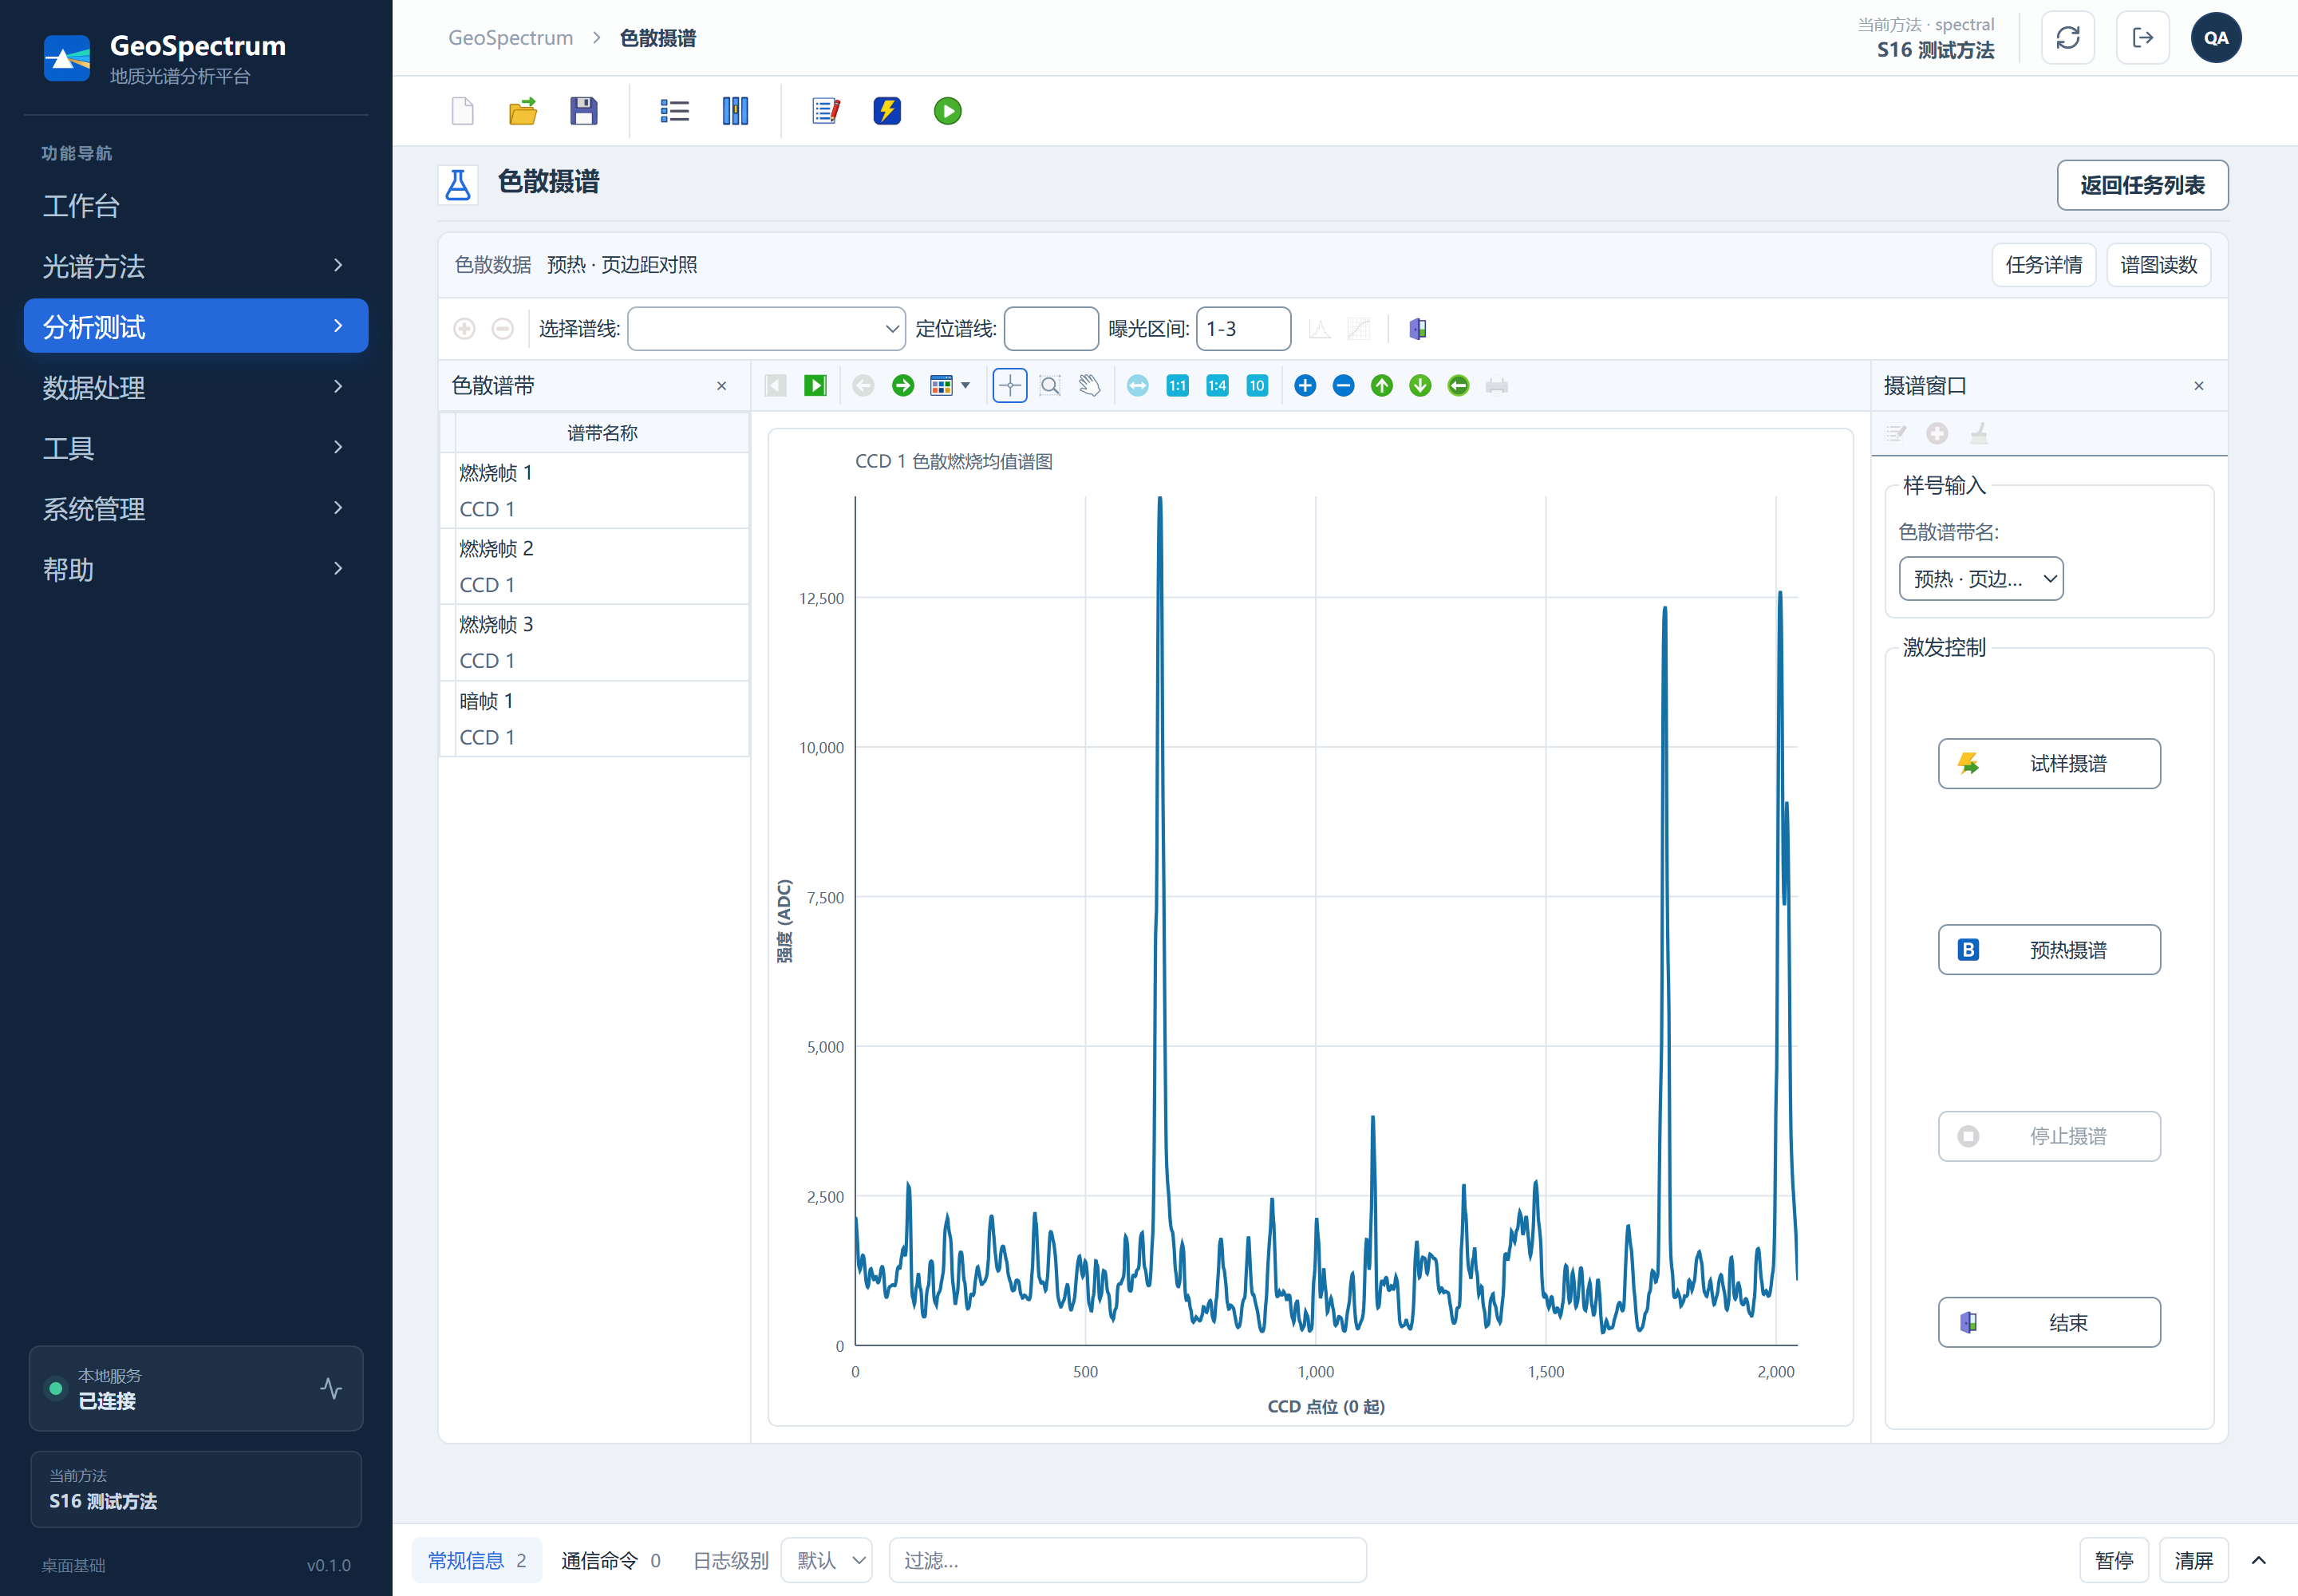 GeoSpectrum
地质光谱分析平台
功能导航
工作台
光谱方法
分析测试
数据处理
工具
系统管理
帮助
本地服务
已连接
当前方法
S16 测试方法
桌面基础 v0.1.0
GeoSpectrum > 色散摄谱
当前方法 · spectral
S16 测试方法
QA
色散摄谱
返回任务列表
色散数据 预热 · 页边距对照
任务详情 谱图读数
选择谱线: 定位谱线: 曝光区间: 1-3
色散谱带 ×
1:1 1:4 10
摄谱窗口 ×
谱带名称
燃烧帧 1
CCD 1
燃烧帧 2
CCD 1
燃烧帧 3
CCD 1
暗帧 1
CCD 1
CCD 1 色散燃烧均值谱图
12,500
10,000
7,500
5,000
2,500
0
强度 (ADC)
0 500 1,000 1,500 2,000
CCD 点位 (0 起)
样号输入
色散谱带名:
预热 · 页边...
激发控制
试样摄谱
B 预热摄谱
停止摄谱
结束
常规信息 2 通信命令 0 日志级别 默认 过滤... 暂停 清屏